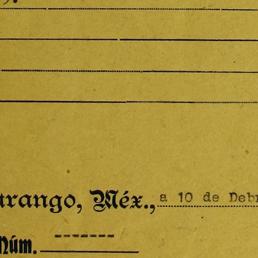 urango, Méx., a 10 de Debr
Núm. -------